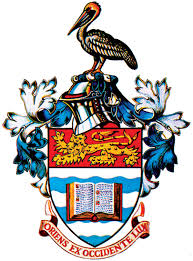 ORIENS EX OCCIDENTE LUX